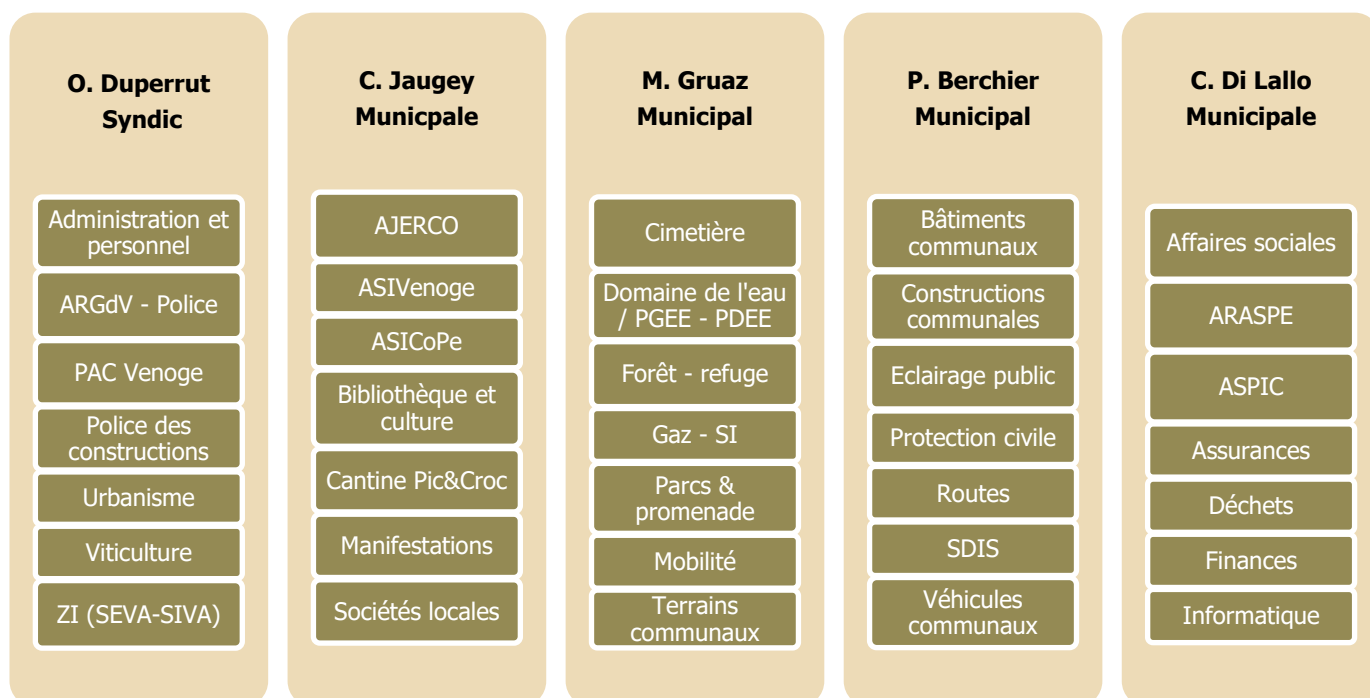 O. Duperrut
Syndic
Administration et
personnel
ARGdV - Police
PAC Venoge
Police des
constructions
Urbanisme
Viticulture
ZI (SEVA-SIVA)
C. Jaugey
Municpale
AJERCO
ASIVenoge
ASICoPe
Bibliothèque et
culture
Cantine Pic&Croc
Manifestations
Sociétés locales
M. Gruaz
Municipal
Cimetière
Domaine de l'eau
/ PGEE - PDEE
Forêt - refuge
Gaz - SI
Parcs &
promenade
Mobilité
Terrains
communaux
P. Berchier
Municipal
Bâtiments
communaux
Constructions
communales
Eclairage public
Protection civile
Routes
SDIS
Véhicules
communaux
C. Di Lallo
Municipale
Affaires sociales
ARASPE
ASPIC
Assurances
Déchets
Finances
Informatique